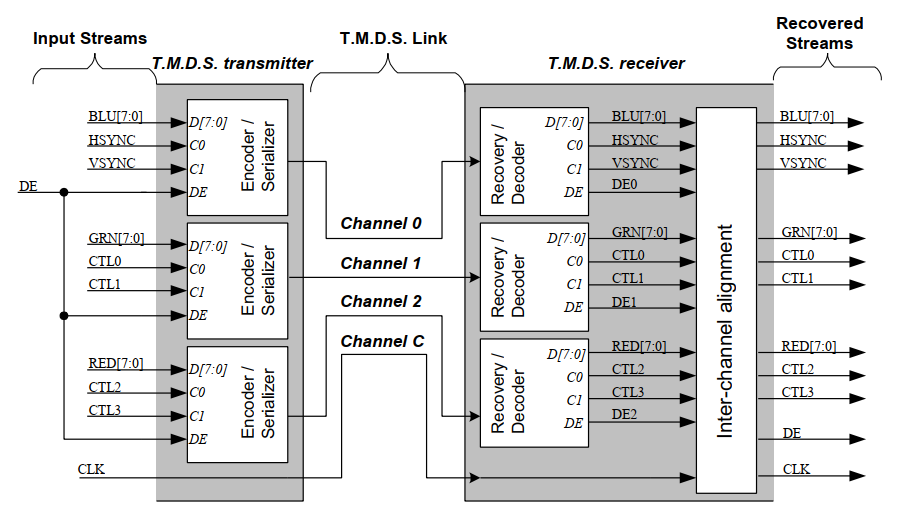 Input Streams
T.M.D.S. Link
Recovered
Streams
T.M.D.S. transmitter
T.M.D.S. receiver
BLU[7:0]
HSYNC
VSYNC
DE
D[7:0]
C0
C1
DE
Encoder /
Serializer
GRN[7:0]
CTL0
CTL1
D[7:0]
C0
C1
DE
Encoder /
Serializer
RED[7:0]
CTL2
CTL3
D[7:0]
C0
C1
DE
Encoder /
Serializer
CLK
Channel 0
Channel 1
Channel 2
Channel C
Recovery /
Decoder
D[7:0]
C0
C1
DE
BLU[7:0]
HSYNC
VSYNC
DE0
Recovery /
Decoder
D[7:0]
C0
C1
DE
GRN[7:0]
CTL0
CTL1
DE1
Recovery /
Decoder
D[7:0]
C0
C1
DE
RED[7:0]
CTL2
CTL3
DE2
Inter-channel alignment
BLU[7:0]
HSYNC
VSYNC
GRN[7:0]
CTL0
CTL1
RED[7:0]
CTL2
CTL3
DE
CLK